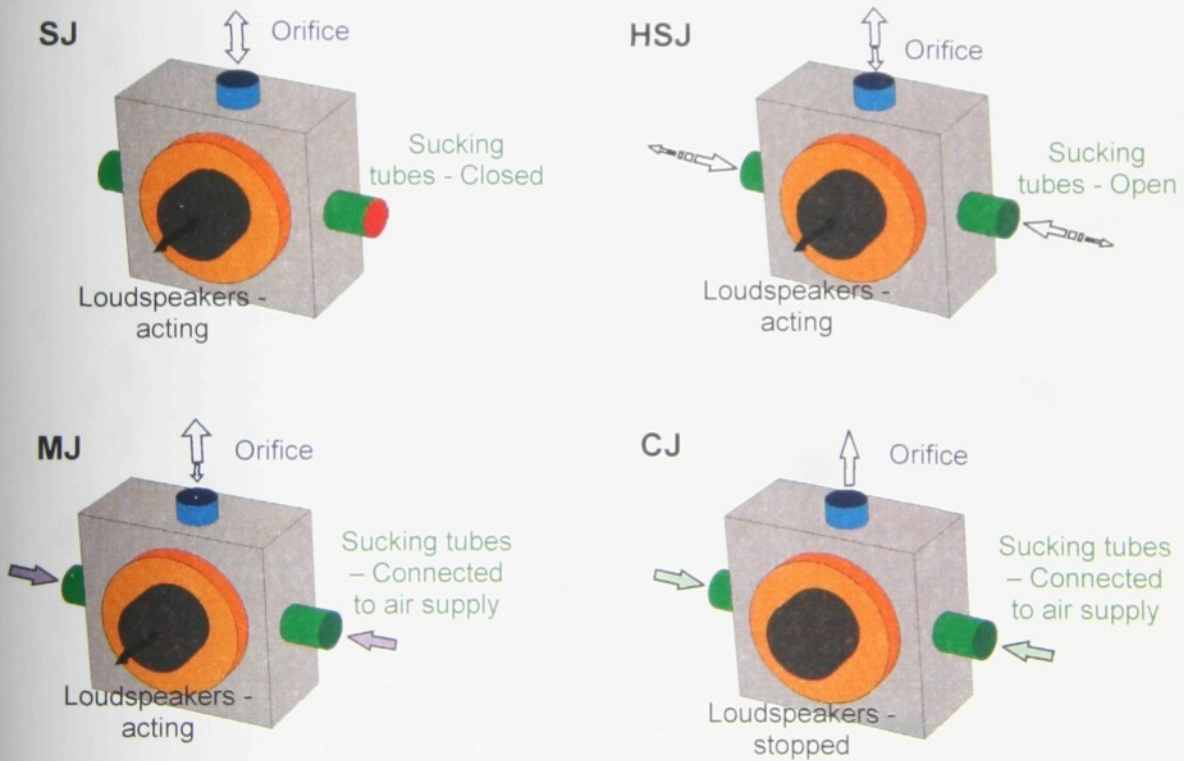 SJ
Orifice
Sucking
tubes - Closed
Loudspeakers -
acting
HSJ
Orifice
Sucking
tubes - Open
Loudspeakers -
acting
MJ
Orifice
Sucking tubes
– Connected
to air supply
Loudspeakers -
acting
CJ
Orifice
Sucking tubes
– Connected
to air supply
Loudspeakers -
stopped